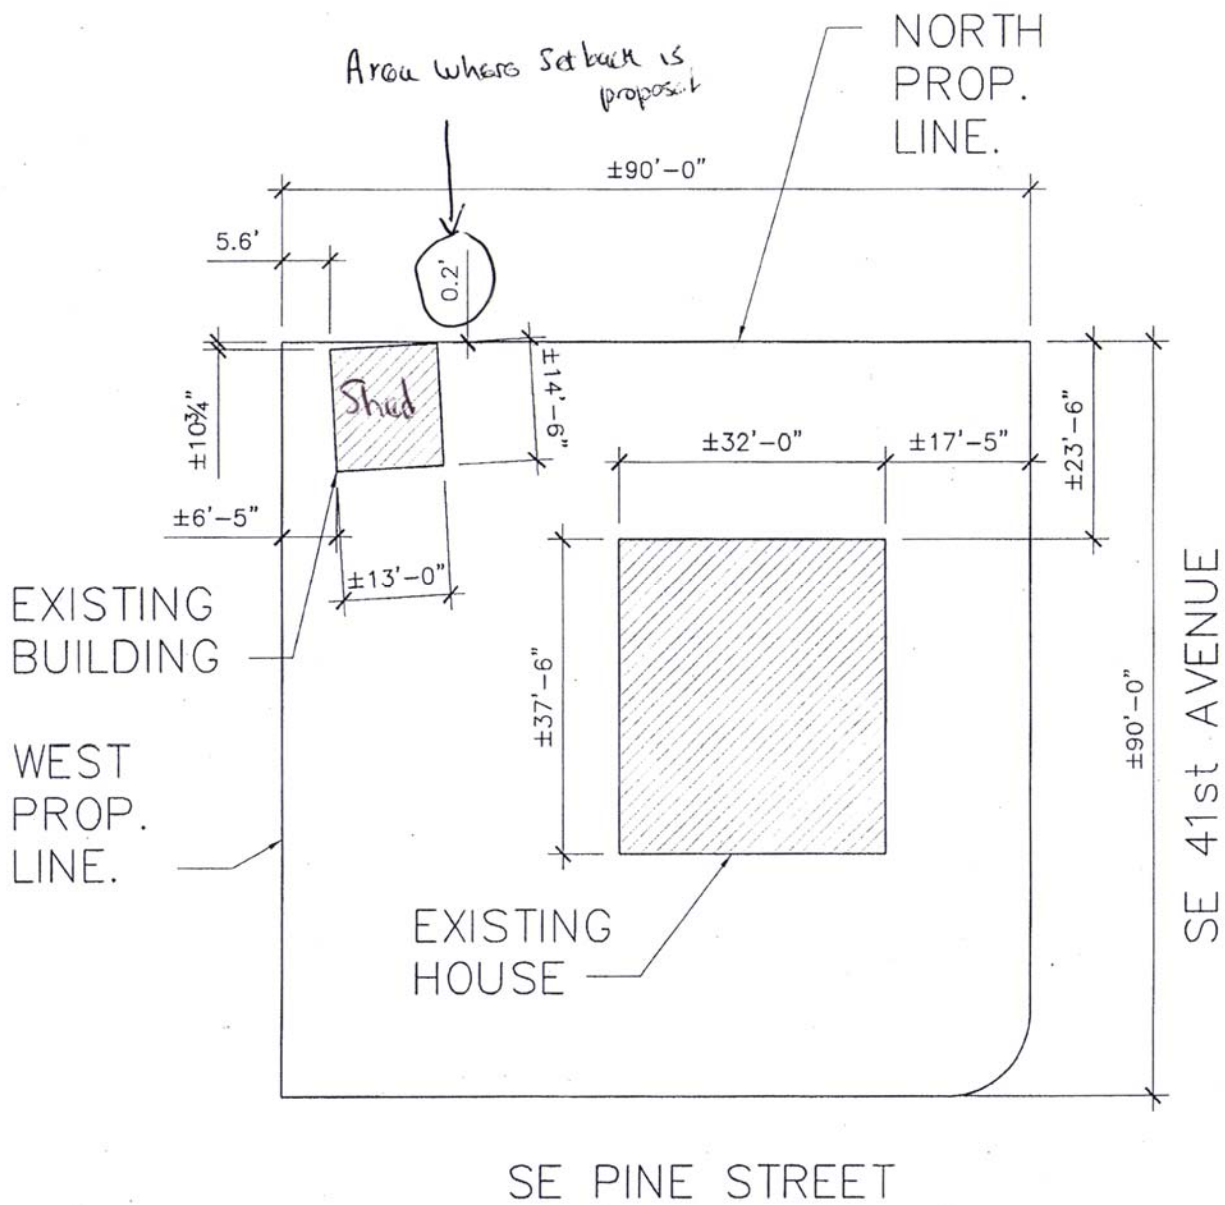 Area where Setback is
proposed
NORTH
PROP.
LINE.
±90'-0"
5.6'
0.2'
±10¾"
Shed
±14'-6"
±32'-0"
±17'-5"
±23'-6"
±6'-5"
±13'-0"
EXISTING
BUILDING
±37'-6"
WEST
PROP.
LINE.
EXISTING
HOUSE
±90'-0"
SE 41st AVENUE
SE PINE STREET